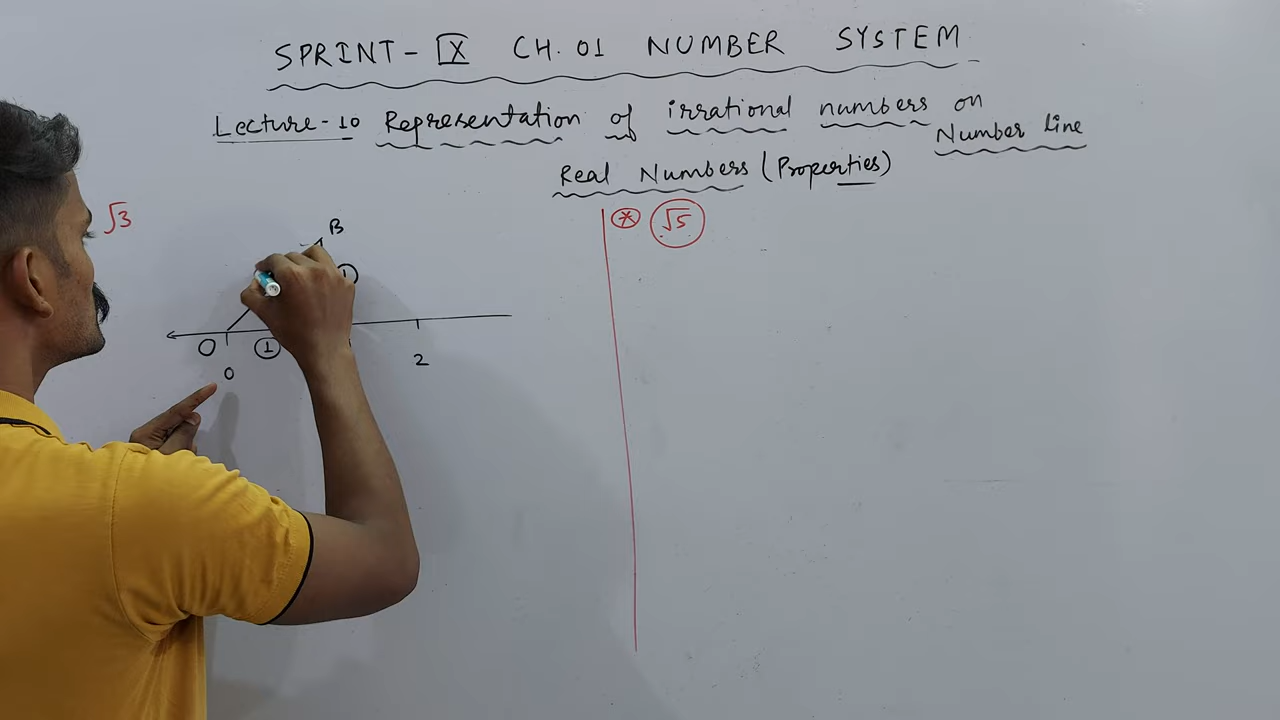 SPRINT-IX CH.01 NUMBER SYSTEM
Lecture-10 Representation of irrational numbers on
Number line
Real Numbers (Properties)
√3
* √5
B
1
O 1
0
2